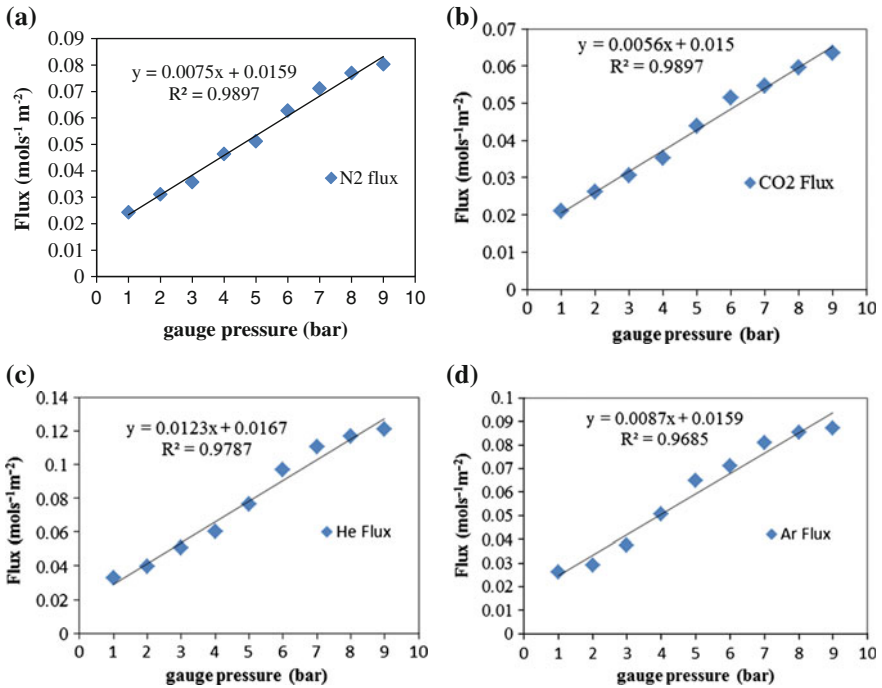 (a)
Flux (mols⁻¹ m⁻²)
0.09
0.08
0.07
0.06
0.05
0.04
0.03
0.02
0.01
0
y = 0.0075x + 0.0159
R² = 0.9897
N2 flux
0 1 2 3 4 5 6 7 8 9 10
gauge pressure (bar)
(b)
Flux (mols⁻¹m⁻²)
0.07
0.06
0.05
0.04
0.03
0.02
0.01
0
y = 0.0056x + 0.015
R² = 0.9897
CO2 Flux
0 1 2 3 4 5 6 7 8 9 10
gauge pressure (bar)
(c)
Flux (mols⁻¹m⁻²)
0.14
0.12
0.1
0.08
0.06
0.04
0.02
0
y = 0.0123x + 0.0167
R² = 0.9787
He Flux
0 1 2 3 4 5 6 7 8 9 10
gauge pressure (bar)
(d)
Flux (mols⁻¹m⁻²)
0.1
0.09
0.08
0.07
0.06
0.05
0.04
0.03
0.02
0.01
0
y = 0.0087x + 0.0159
R² = 0.9685
Ar Flux
0 1 2 3 4 5 6 7 8 9 10
gauge pressure (bar)